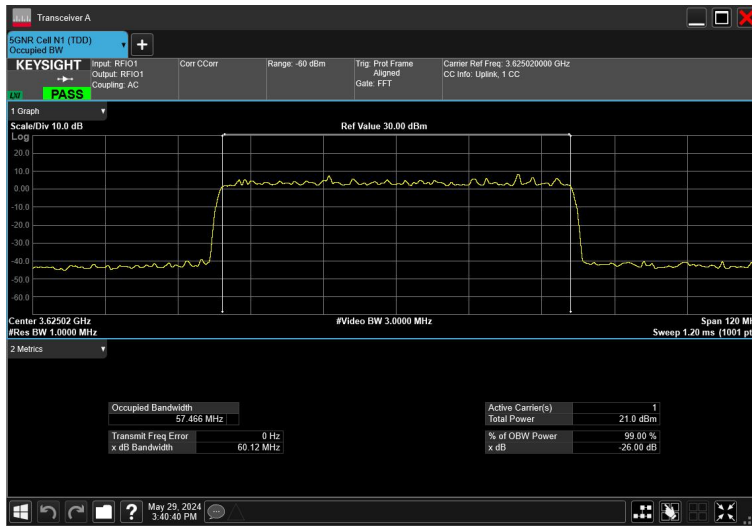 Transceiver A
5GNR Cell N1 (TDD)
Occupied BW
KEYSIGHT
Input: RFIO1
Output: RFIO1
Coupling: AC
Corr CCorr
Range: -60 dBm
Trig: Prot Frame
Aligned
Gate: FFT
Carrier Ref Freq: 3.625020000 GHz
CC Info: Uplink, 1 CC
LXI
PASS
1 Graph
Scale/Div 10.0 dB
Ref Value 30.00 dBm
Log
20.0
10.0
0.00
-10.0
-20.0
-30.0
-40.0
-50.0
-60.0
Center 3.62502 GHz
#Video BW 3.0000 MHz
Span 120 M
#Res BW 1.0000 MHz
Sweep 1.20 ms (1001 pt
2 Metrics
Occupied Bandwidth
57.466 MHz
Transmit Freq Error 0 Hz
x dB Bandwidth 60.12 MHz
Active Carrier(s) 1
Total Power 21.0 dBm
% of OBW Power 99.00 %
x dB -26.00 dB
May 29, 2024
3:40:40 PM